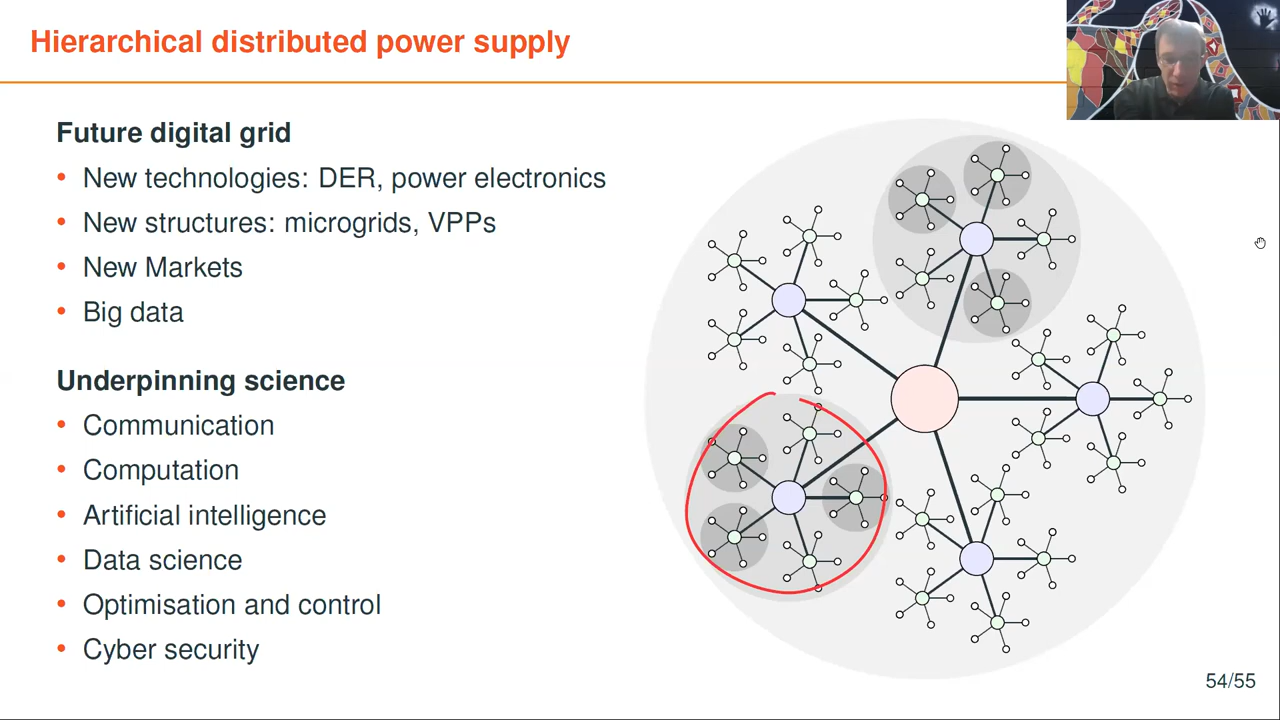 Hierarchical distributed power supply
Future digital grid
• New technologies: DER, power electronics
• New structures: microgrids, VPPs
• New Markets
• Big data
Underpinning science
• Communication
• Computation
• Artificial intelligence
• Data science
• Optimisation and control
• Cyber security
54/55